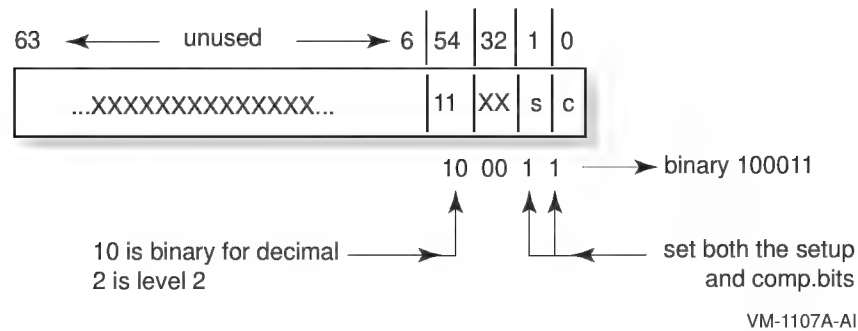 63 unused 6 54 32 1 0
...XXXXXXXXXXXXXX... 11 XX s c
10 00 1 1 binary 100011
10 is binary for decimal
2 is level 2
set both the setup
and comp.bits
VM-1107A-AI